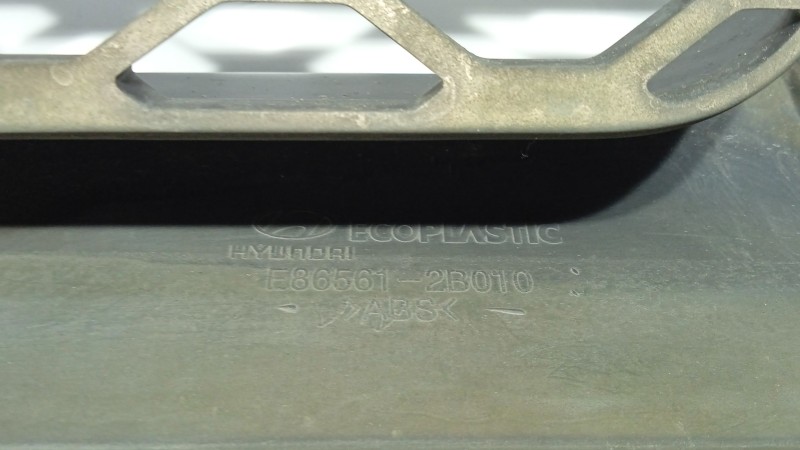 ECOPLASTIC
HYUNDAI
E86561-2B010
>ABS<